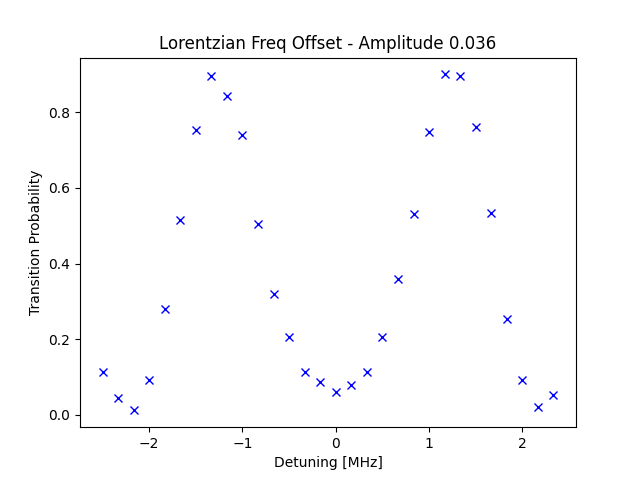 Lorentzian Freq Offset - Amplitude 0.036
Transition Probability
0.8
0.6
0.4
0.2
0.0
−2 −1 0 1 2
Detuning [MHz]